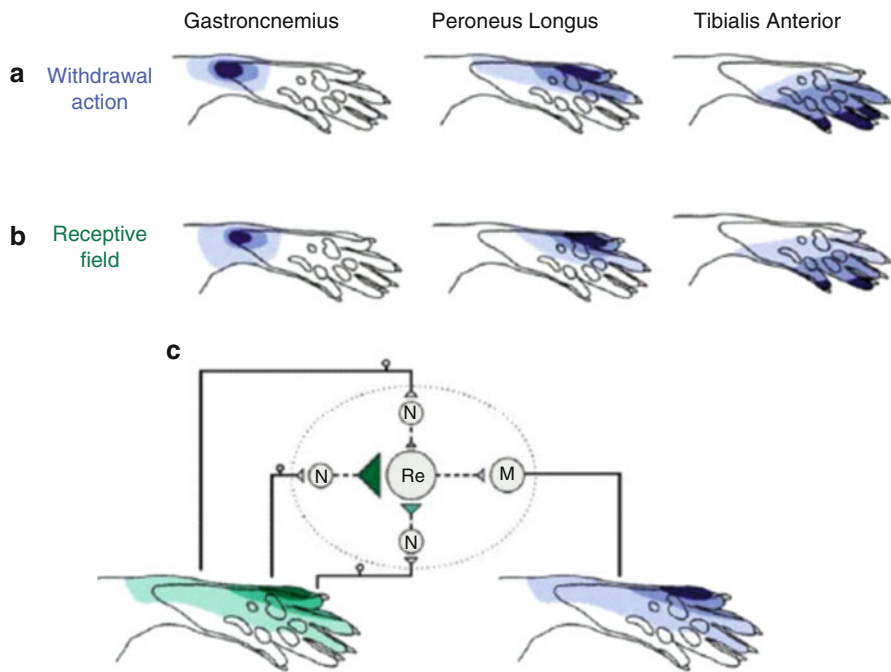 Gastroncnemius Peroneus Longus Tibialis Anterior
a Withdrawal
action
b Receptive
field
c
N
N Re M
N